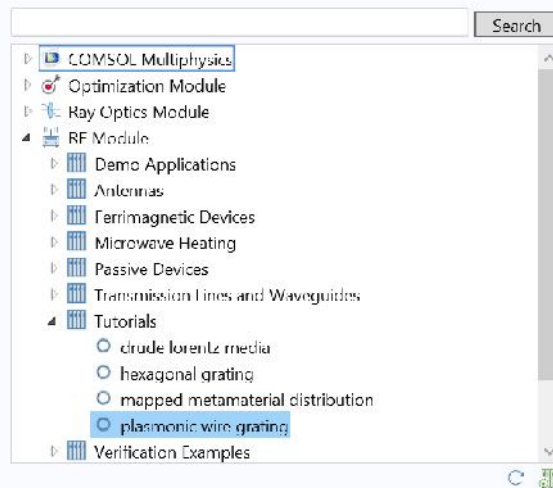 Search
COMSOL Multiphysics
Optimization Module
Ray Optics Module
RF Module
Demo Applications
Antennas
Ferrimagnetic Devices
Microwave Heating
Passive Devices
Transmission Lines and Waveguides
Tutorials
drude lorentz media
hexagonal grating
mapped metamaterial distribution
plasmonic wire grating
Verification Examples